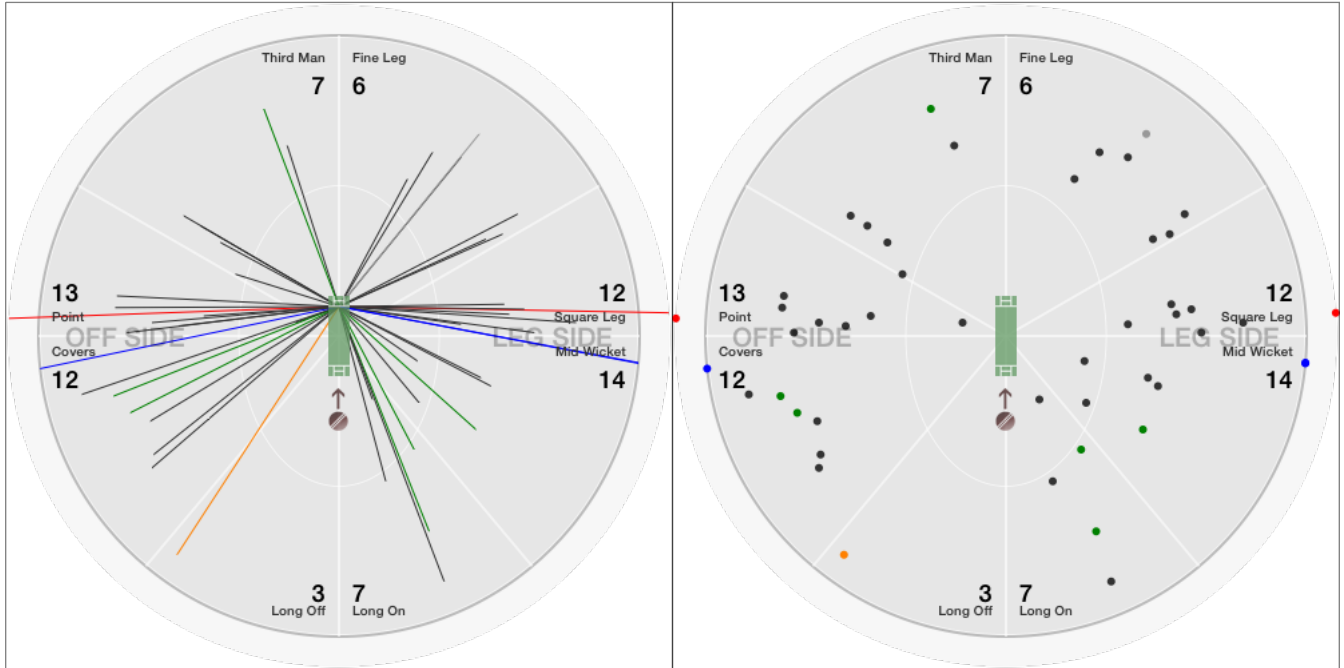 Third Man Fine Leg
7 6
13 12
Point Square Leg
OFF SIDE LEG SIDE
Covers Mid Wicket
12 14
3 7
Long Off Long On
Third Man Fine Leg
7 6
13 12
Point Square Leg
OFF SIDE LEG SIDE
Covers Mid Wicket
12 14
3 7
Long Off Long On